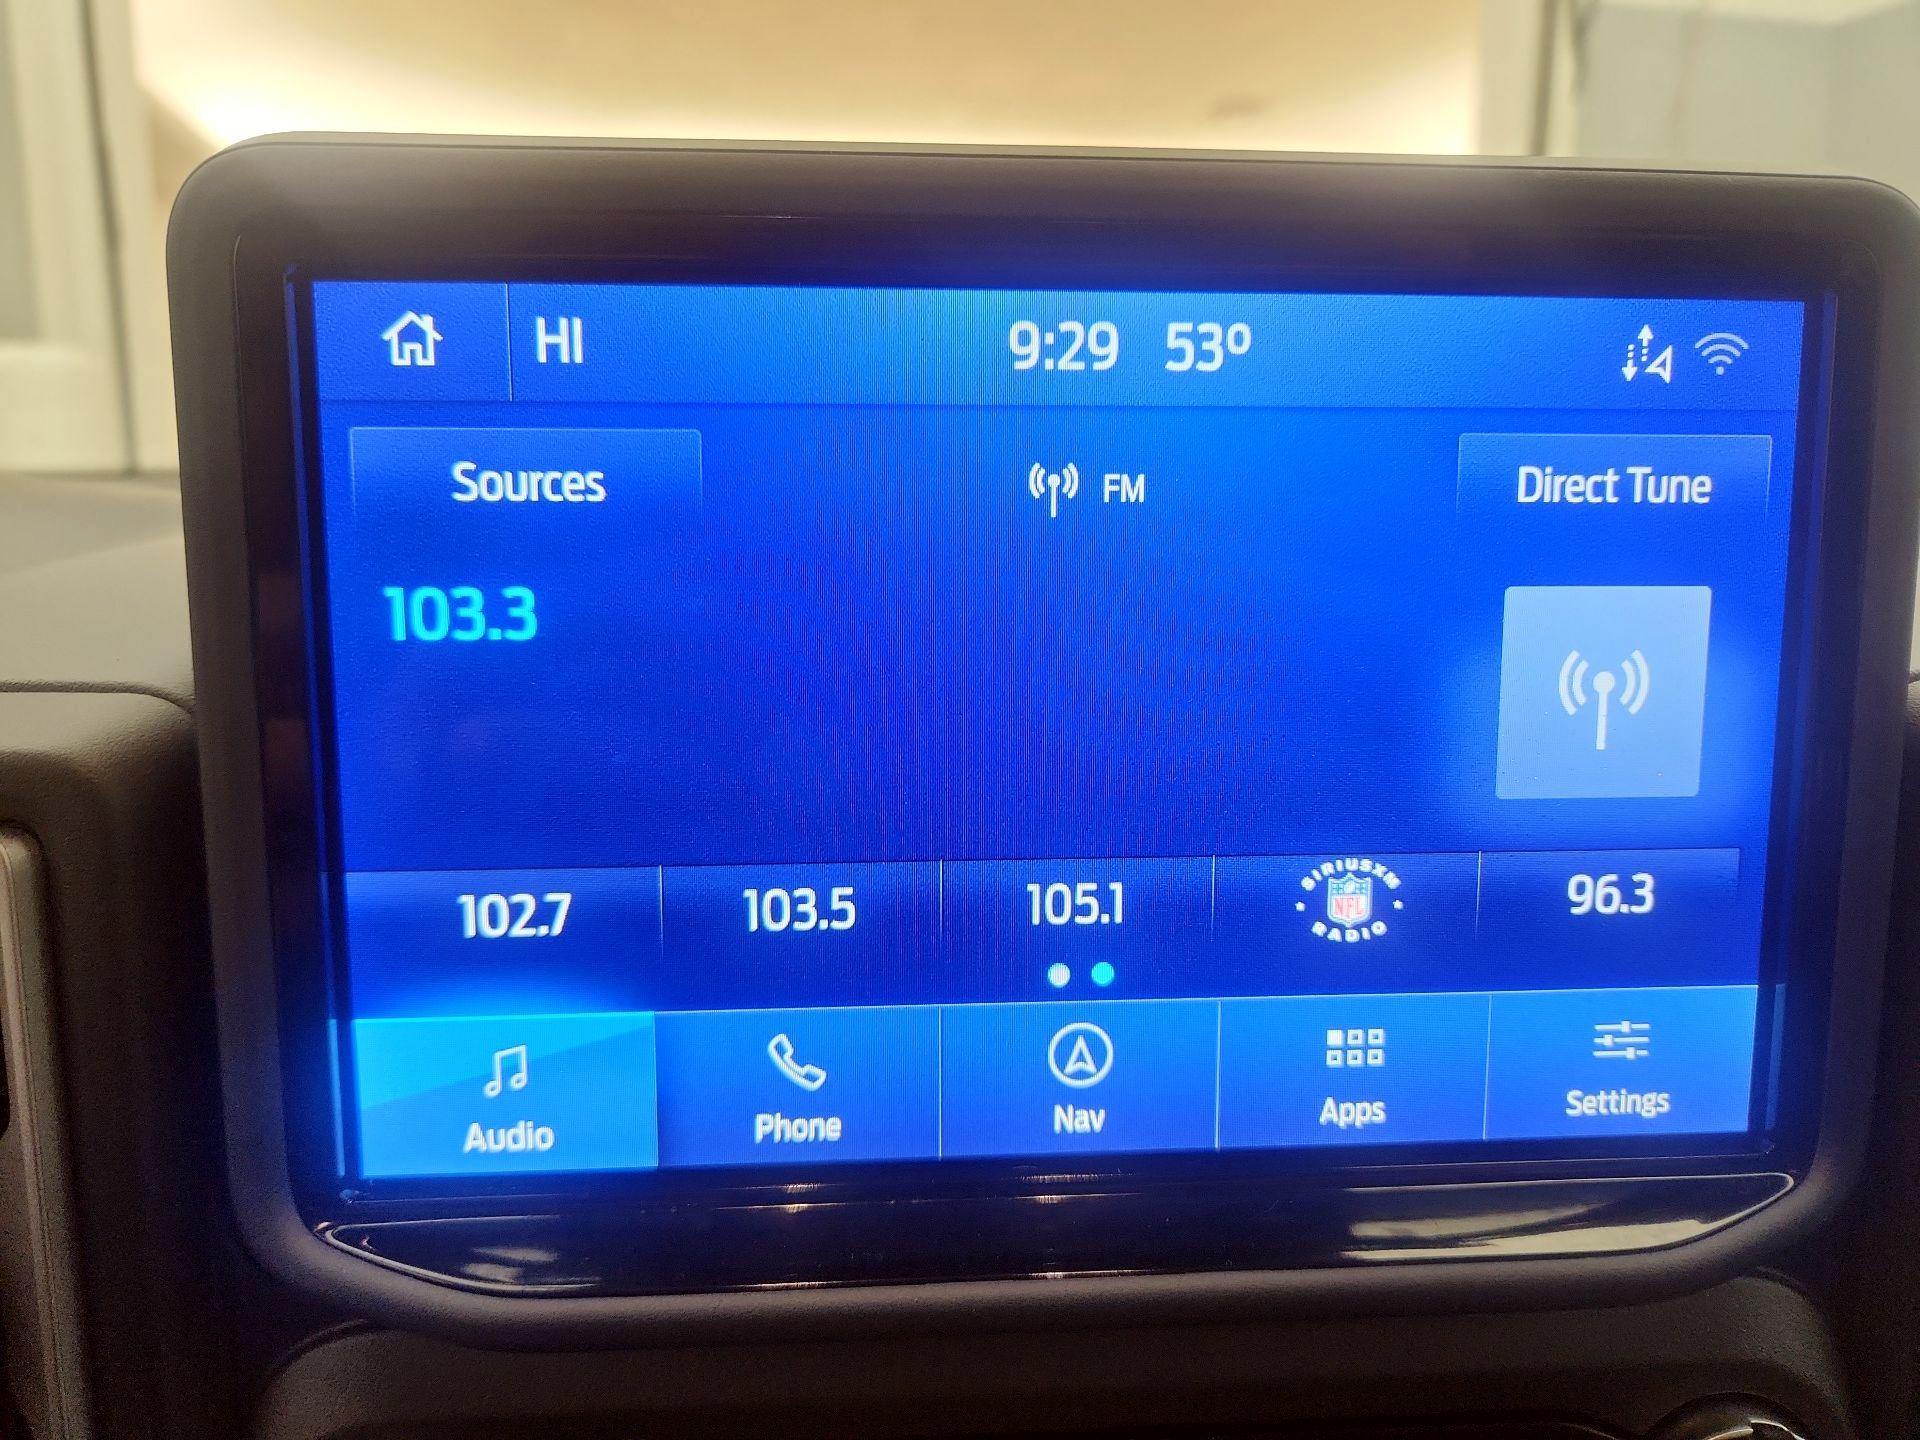 HI 9:29 53°
Sources FM Direct Tune
103.3
102.7 103.5 105.1 SIRIUSXM NFL RADIO 96.3
Audio Phone Nav Apps Settings